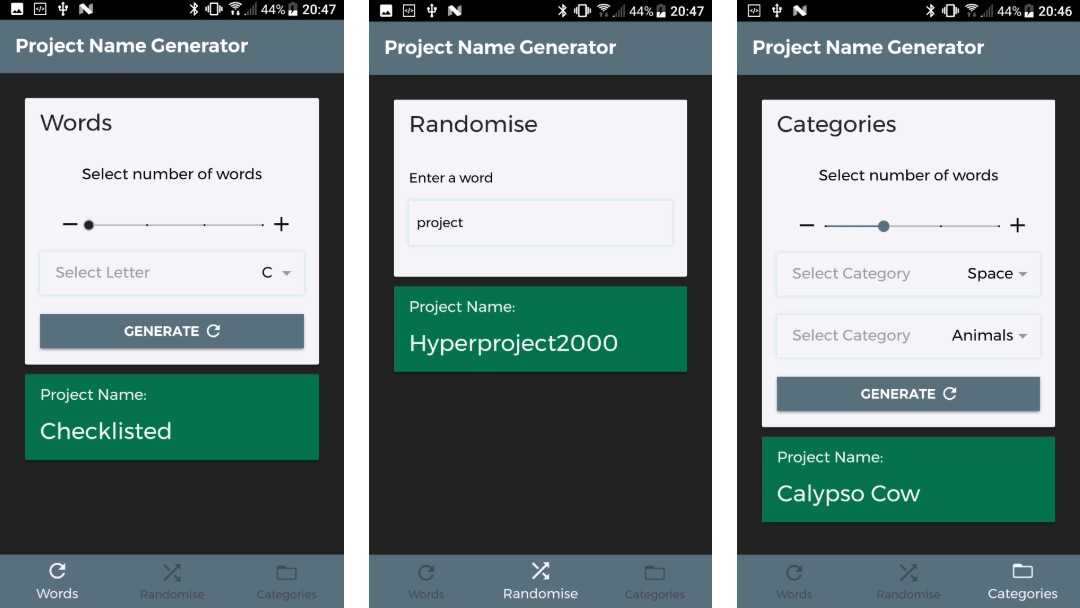 44% 20:47
Project Name Generator
Words
Select number of words
Select Letter C
GENERATE
Project Name:
Checklisted
Words Randomise Categories
44% 20:47
Project Name Generator
Randomise
Enter a word
project
Project Name:
Hyperproject2000
Words Randomise Categories
44% 20:46
Project Name Generator
Categories
Select number of words
Select Category Space
Select Category Animals
GENERATE
Project Name:
Calypso Cow
Words Randomise Categories